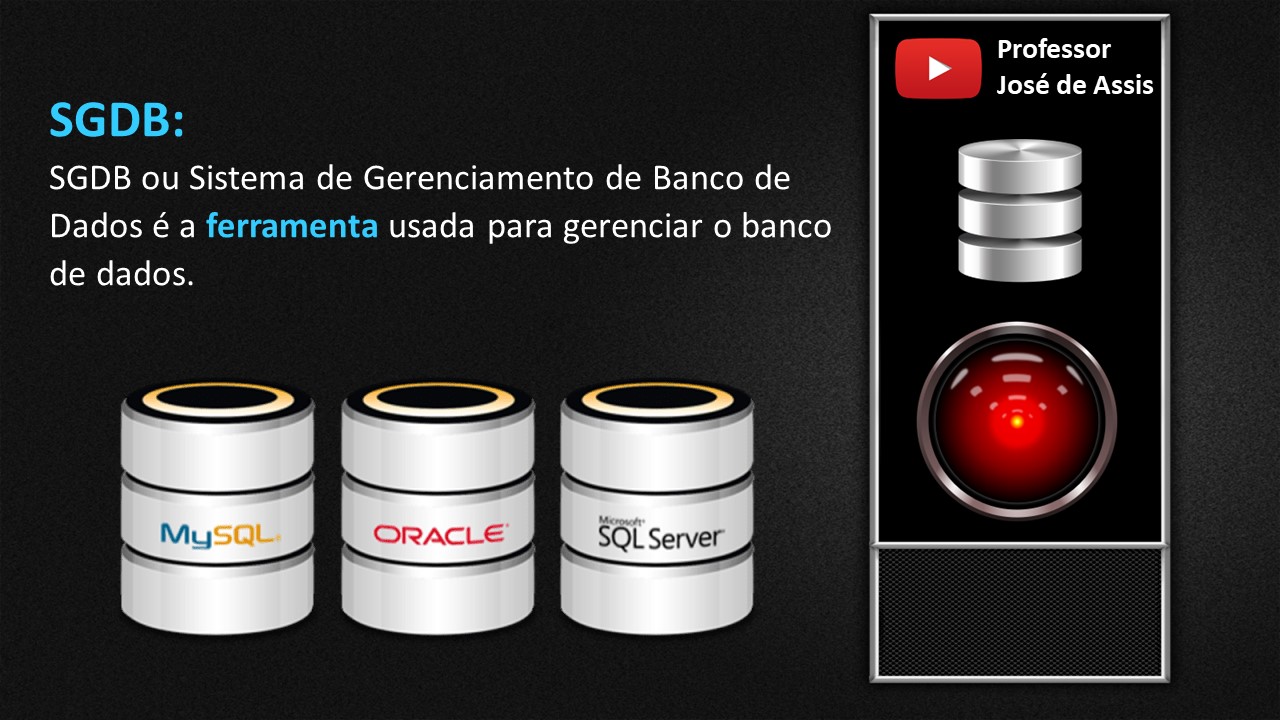 SGDB:
SGDB ou Sistema de Gerenciamento de Banco de
Dados é a ferramenta usada para gerenciar o banco
de dados.
MySQL
ORACLE
Microsoft
SQL Server
Professor
José de Assis